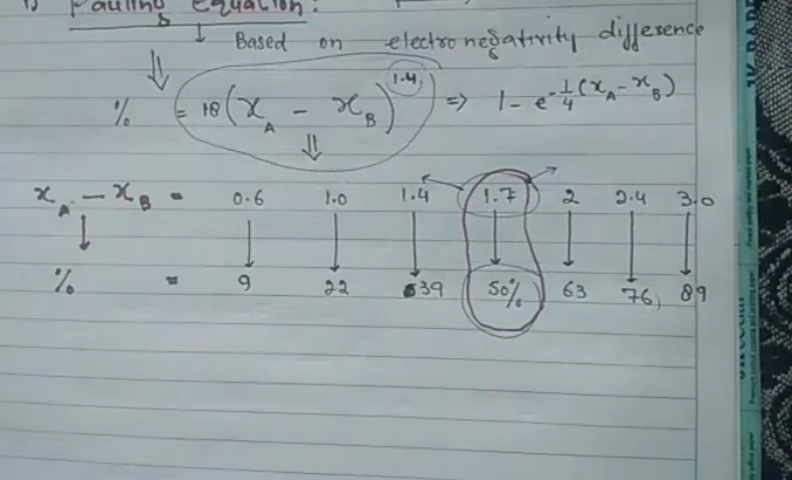 1) Pauling Equation:
↓ Based on electronegativity difference
⇓
% = 18(x_A - x_B)^1.4 => 1 - e^-1/4(x_A - x_B)
⇓
x_A - x_B = 0.6 1.0 1.4 1.7 2 2.4 3.0
% = 9 22 39 50% 63 76, 89